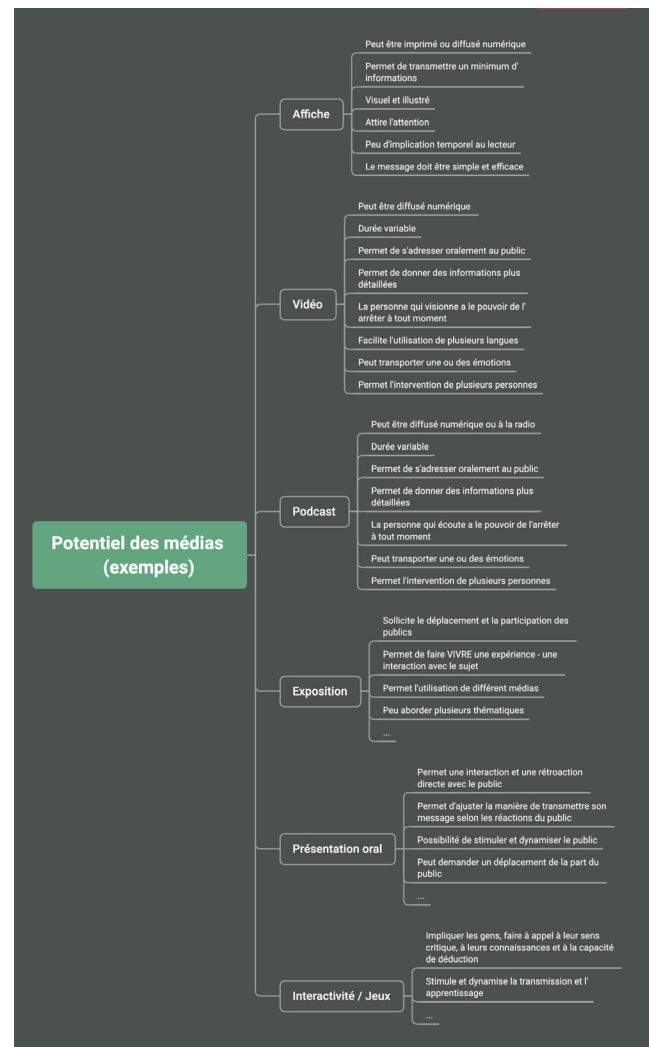 Potentiel des médias
(exemples)
Affiche
Peut être imprimé ou diffusé numérique
Permet de transmettre un minimum d'
informations
Visuel et illustré
Attire l'attention
Peu d'implication temporel au lecteur
Le message doit être simple et efficace
Vidéo
Peut être diffusé numérique
Durée variable
Permet de s'adresser oralement au public
Permet de donner des informations plus
détaillées
La personne qui visionne a le pouvoir de l'
arrêter à tout moment
Facilite l'utilisation de plusieurs langues
Peut transporter une ou des émotions
Permet l'intervention de plusieurs personnes
Podcast
Peut être diffusé numérique ou à la radio
Durée variable
Permet de s'adresser oralement au public
Permet de donner des informations plus
détaillées
La personne qui écoute a le pouvoir de l'arrêter
à tout moment
Peut transporter une ou des émotions
Permet l'intervention de plusieurs personnes
Exposition
Sollicite le déplacement et la participation des
publics
Permet de faire VIVRE une expérience - une
interaction avec le sujet
Permet l'utilisation de différent médias
Peu aborder plusieurs thématiques
...
Présentation oral
Permet une interaction et une rétroaction
directe avec le public
Permet d'ajuster la manière de transmettre son
message selon les réactions du public
Possibilité de stimuler et dynamiser le public
Peut demander un déplacement de la part du
public
...
Interactivité / Jeux
Impliquer les gens, faire à appel à leur sens
critique, à leurs connaissances et à la capacité
de déduction
Stimule et dynamise la transmission et l'
apprentissage
...